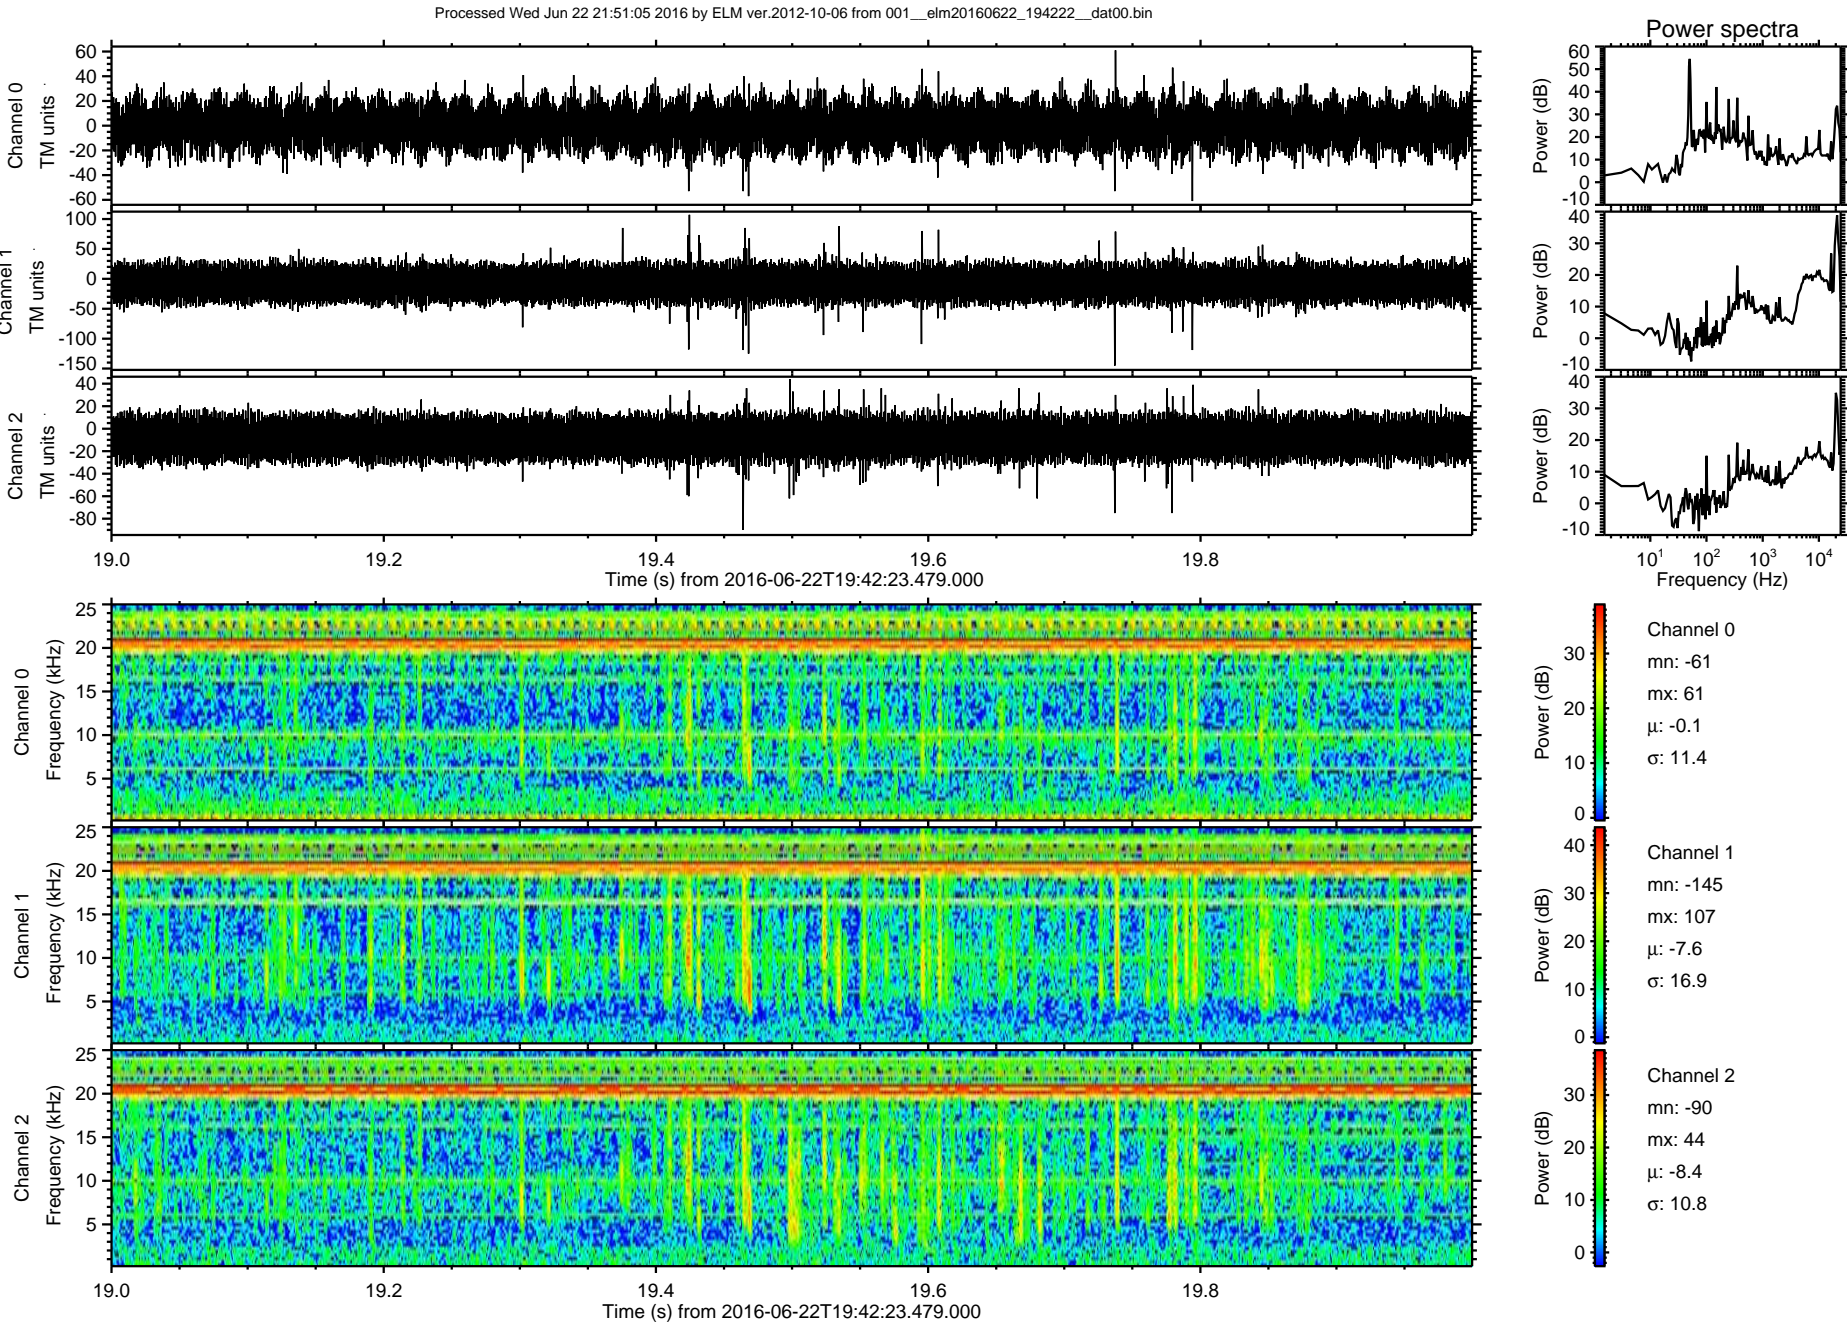 Processed Wed Jun 22 21:51:05 2016 by ELM ver.2012-10-06 from 001__elm20160622_194222__dat00.bin
Power spectra
Channel 0
TM units
60
40
20
0
-20
-40
-60
Power (dB)
60
50
40
30
20
10
0
-10
Channel 1
TM units
100
50
0
-50
-100
-150
Power (dB)
40
30
20
10
0
-10
Channel 2
TM units
40
20
0
-20
-40
-60
-80
Power (dB)
40
30
20
10
0
-10
19.0 19.2 19.4 19.6 19.8
Time (s) from 2016-06-22T19:42:23.479.000
10^1 10^2 10^3 10^4
Frequency (Hz)
Channel 0
Frequency (kHz)
25
20
15
10
5
Power (dB)
30
20
10
0
Channel 0
mn: -61
mx: 61
μ: -0.1
σ: 11.4
Channel 1
Frequency (kHz)
25
20
15
10
5
Power (dB)
40
30
20
10
0
Channel 1
mn: -145
mx: 107
μ: -7.6
σ: 16.9
Channel 2
Frequency (kHz)
25
20
15
10
5
Power (dB)
30
20
10
0
Channel 2
mn: -90
mx: 44
μ: -8.4
σ: 10.8
19.0 19.2 19.4 19.6 19.8
Time (s) from 2016-06-22T19:42:23.479.000